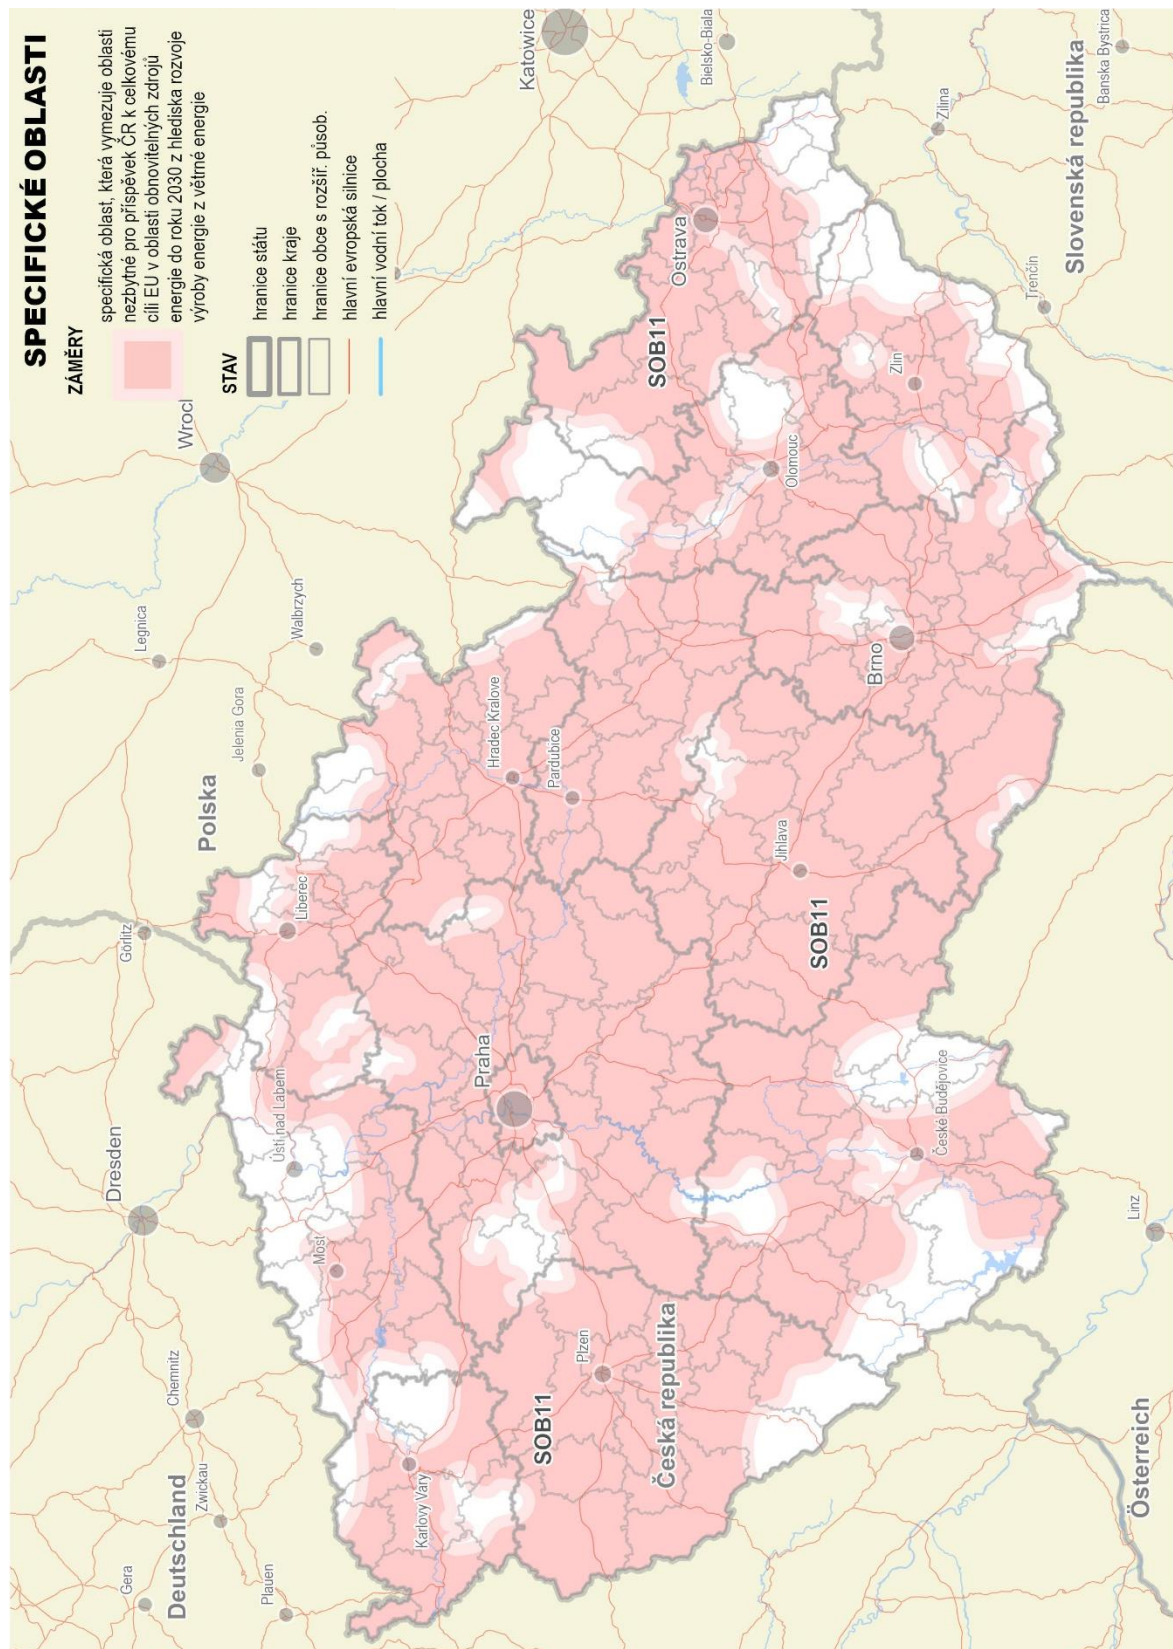 SPECIFICKÉ OBLASTI
ZÁMĚRY
specifická oblast, která vymezuje oblasti
nezbytné pro příspěvek ČR k celkovému
cíli EU v oblasti obnovitelných zdrojů
energie do roku 2030 z hlediska rozvoje
výroby energie z větrné energie
STAV
hranice státu
hranice kraje
hranice obce s rozšíř. působ.
hlavní evropská silnice
hlavní vodní tok / plocha
Gera
Deutschland
Zwickau
Plauen
Chemnitz
Dresden
Görlitz
Polska
Legnica
Jelenia Gora
Walbrzych
Wrocl
Katowice
Bielsko-Biala
Karlovy Vary
Most
Ústí nad Labem
Liberec
Praha
Hradec Kralove
Pardubice
SOB11
Plzen
Česká republika
SOB11
Jihlava
České Budějovice
Brno
Olomouc
SOB11
Ostrava
Zlin
Zilina
Trenčín
Slovenská republika
Banska Bystrica
Linz
Österreich